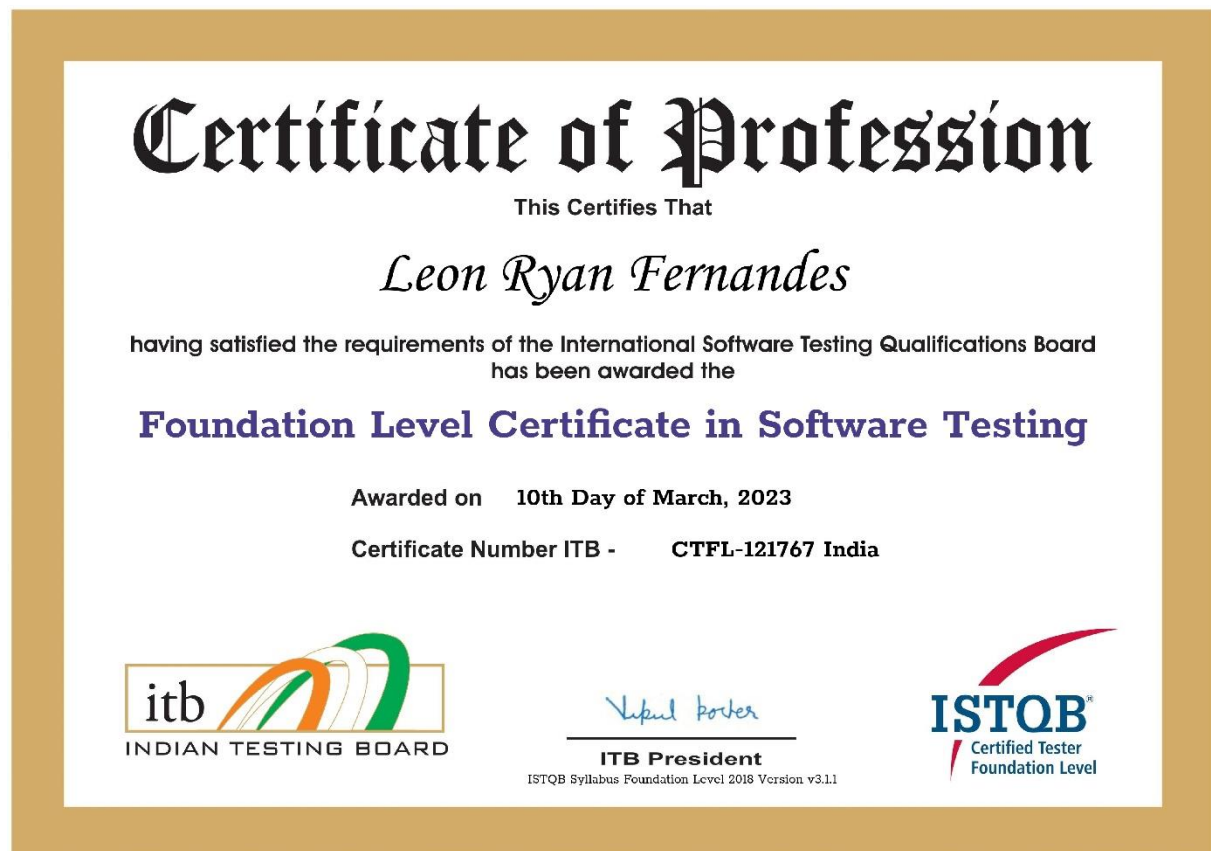 Certificate of Profession
This Certifies That
Leon Ryan Fernandes
having satisfied the requirements of the International Software Testing Qualifications Board
has been awarded the
Foundation Level Certificate in Software Testing
Awarded on 10th Day of March, 2023
Certificate Number ITB - CTFL-121767 India
itb
INDIAN TESTING BOARD
ITB President
ISTQB Syllabus Foundation Level 2018 Version v3.1.1
ISTQB®
Certified Tester
Foundation Level